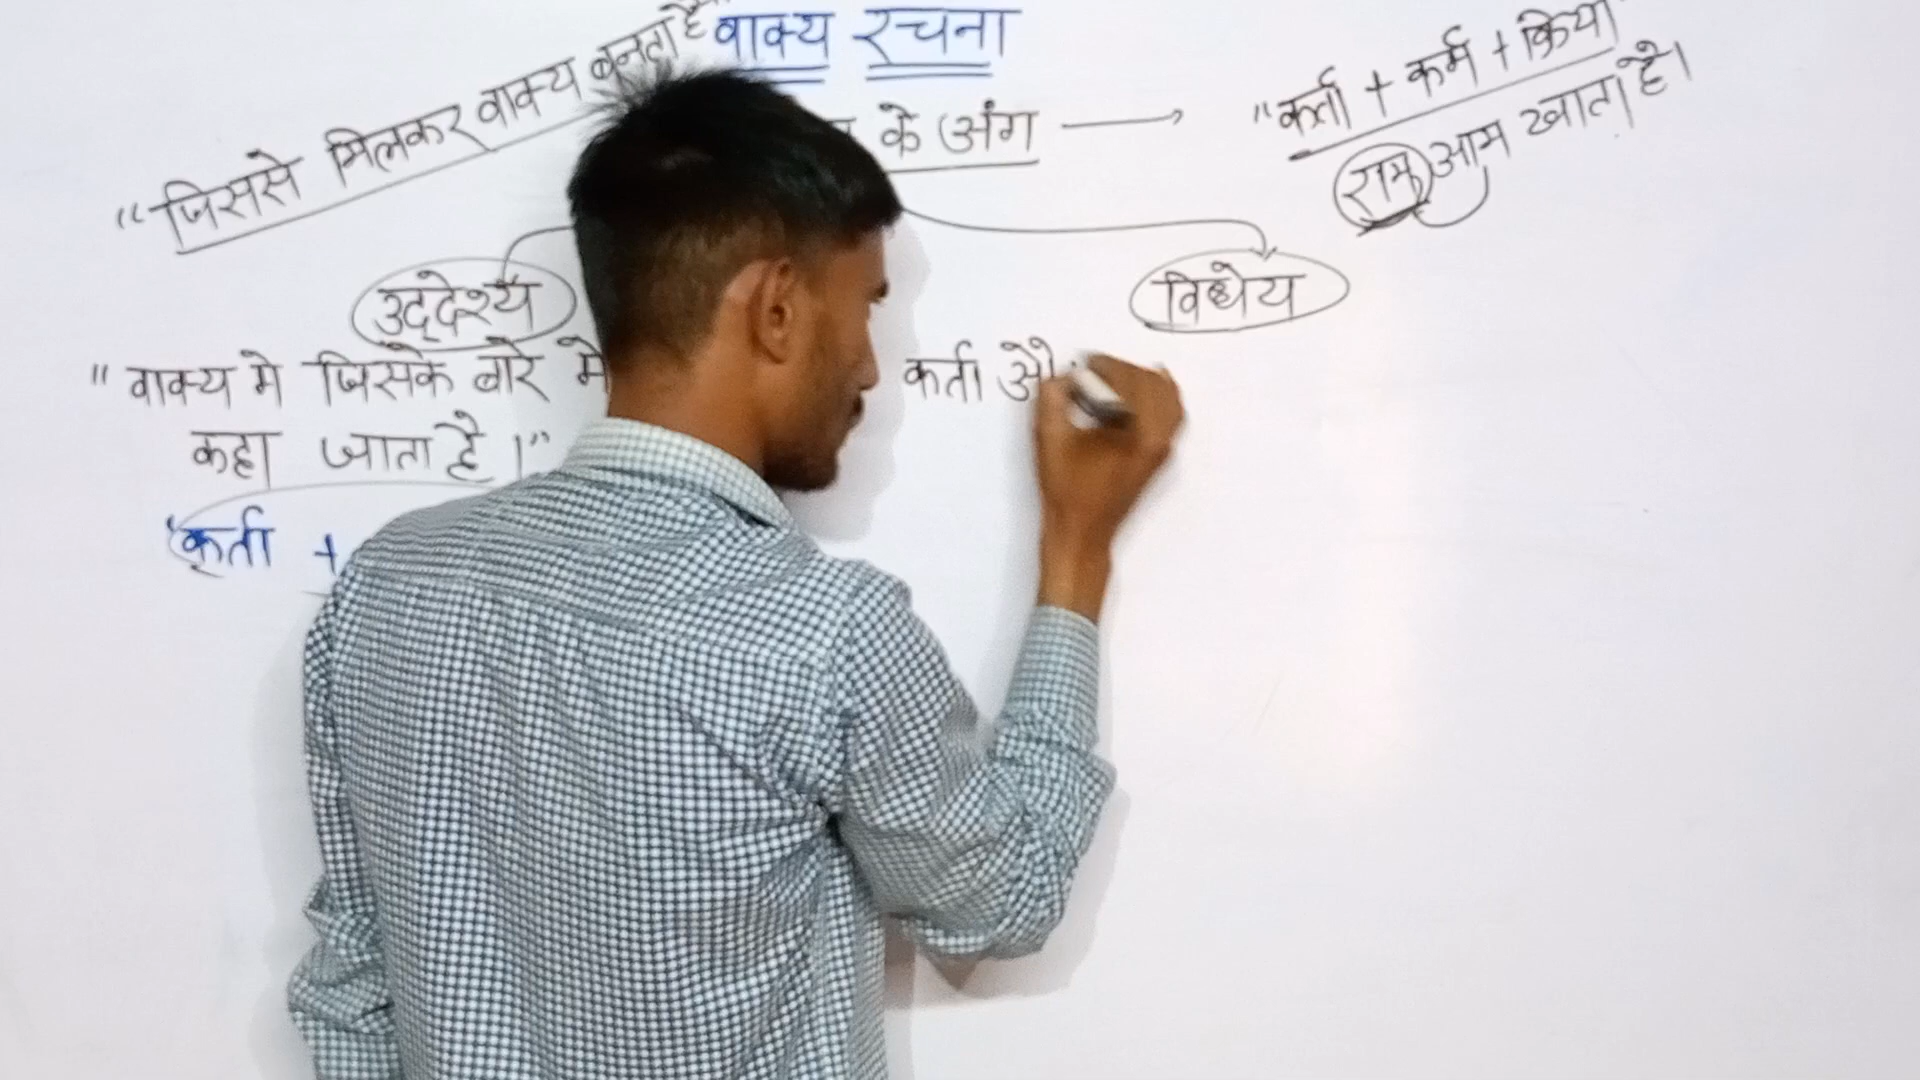 वाक्य रचना
"जिससे मिलकर वाक्य बनता है
के अंग →
"कर्ता + कर्म + क्रिया
राम आम खाता है।
उद्देश्य
विधेय
" वाक्य मे जिसके बारे मे
कहा जाता है।"
कर्ता औ
'कर्ता +